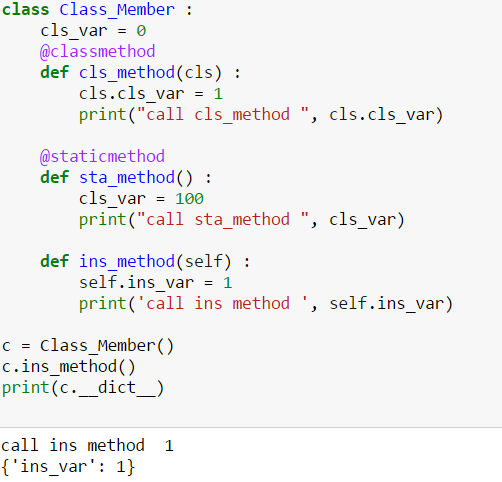 class Class_Member :
    cls_var = 0
    @classmethod
    def cls_method(cls) :
        cls.cls_var = 1
        print("call cls_method ", cls.cls_var)

    @staticmethod
    def sta_method() :
        cls_var = 100
        print("call sta_method ", cls_var)

    def ins_method(self) :
        self.ins_var = 1
        print('call ins method ', self.ins_var)

c = Class_Member()
c.ins_method()
print(c.__dict__)

call ins method  1
{'ins_var': 1}